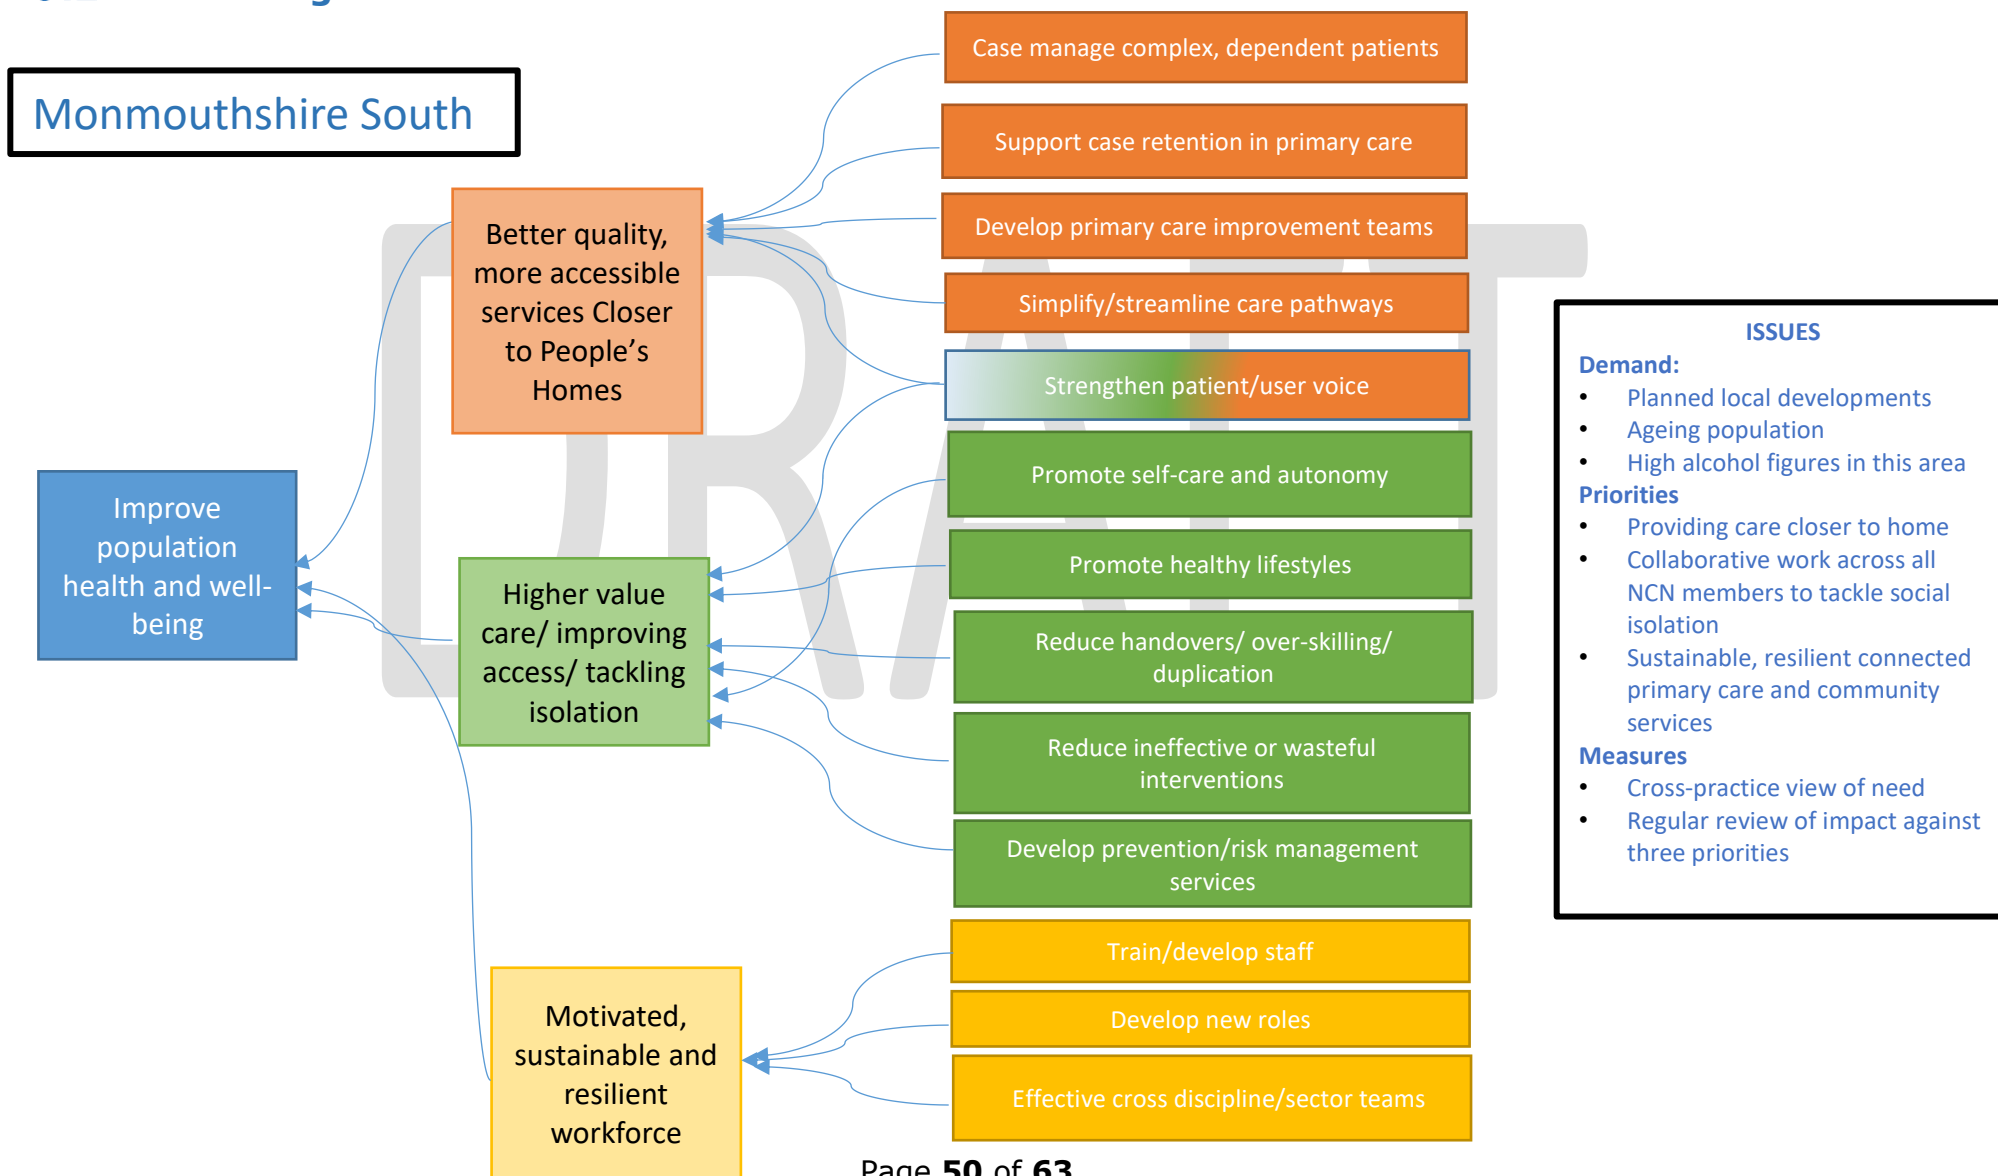 Monmouthshire South
Case manage complex, dependent patients
Support case retention in primary care
Develop primary care improvement teams
Simplify/streamline care pathways
Strengthen patient/user voice
Promote self-care and autonomy
Promote healthy lifestyles
Reduce handovers/ over-skilling/
duplication
Reduce ineffective or wasteful
interventions
Develop prevention/risk management
services
Train/develop staff
Develop new roles
Effective cross discipline/sector teams
Better quality,
more accessible
services Closer
to People’s
Homes
Higher value
care/ improving
access/ tackling
isolation
Motivated,
sustainable and
resilient
workforce
Improve
population
health and well-
being
ISSUES
Demand:
• Planned local developments
• Ageing population
• High alcohol figures in this area
Priorities
• Providing care closer to home
• Collaborative work across all
NCN members to tackle social
isolation
• Sustainable, resilient connected
primary care and community
services
Measures
• Cross-practice view of need
• Regular review of impact against
three priorities
DRAFT
Page 50 of 63